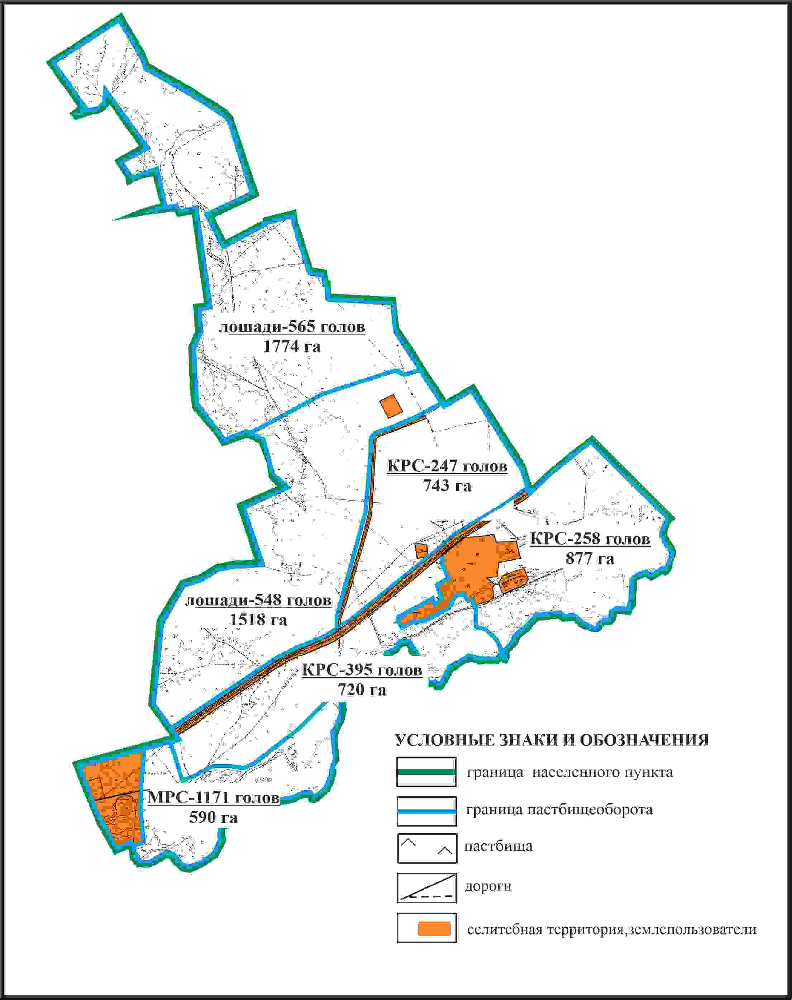 лошади-565 голов
1774 га
КРС-247 голов
743 га
КРС-258 голов
877 га
лошади-548 голов
1518 га
КРС-395 голов
720 га
МРС-1171 голов
590 га
УСЛОВНЫЕ ЗНАКИ И ОБОЗНАЧЕНИЯ
граница населенного пункта
граница пастбищеоборота
пастбища
дороги
селитебная территория,землепользователи